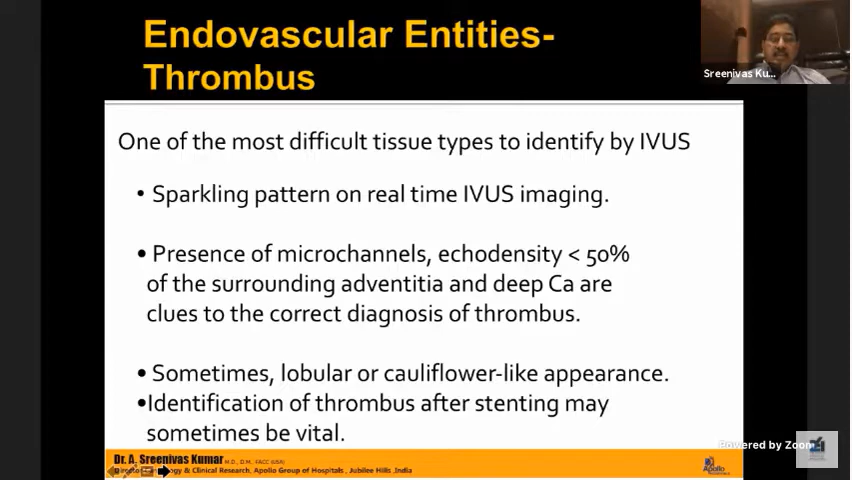 Endovascular Entities-
Thrombus
Sreenivas Ku...
One of the most difficult tissue types to identify by IVUS
• Sparkling pattern on real time IVUS imaging.
• Presence of microchannels, echodensity < 50%
of the surrounding adventitia and deep Ca are
clues to the correct diagnosis of thrombus.
• Sometimes, lobular or cauliflower-like appearance.
•Identification of thrombus after stenting may
sometimes be vital.
Powered by Zoom
Dr. A. Sreenivas Kumar M.D., D.M, FACC (USA)
& Clinical Research, Apollo Group of Hospitals, Jubilee Hills ,India
Apollo